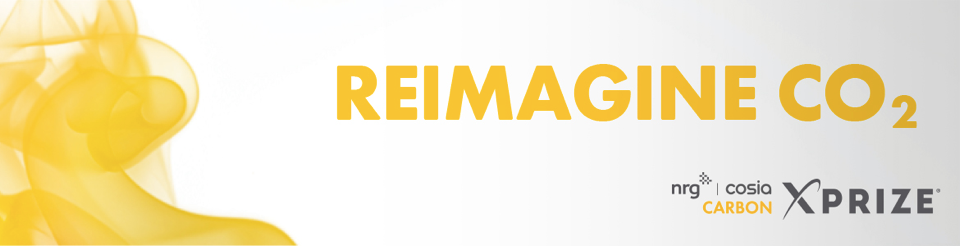 REIMAGINE CO₂
nrg | cosia
CARBON XPRIZE®